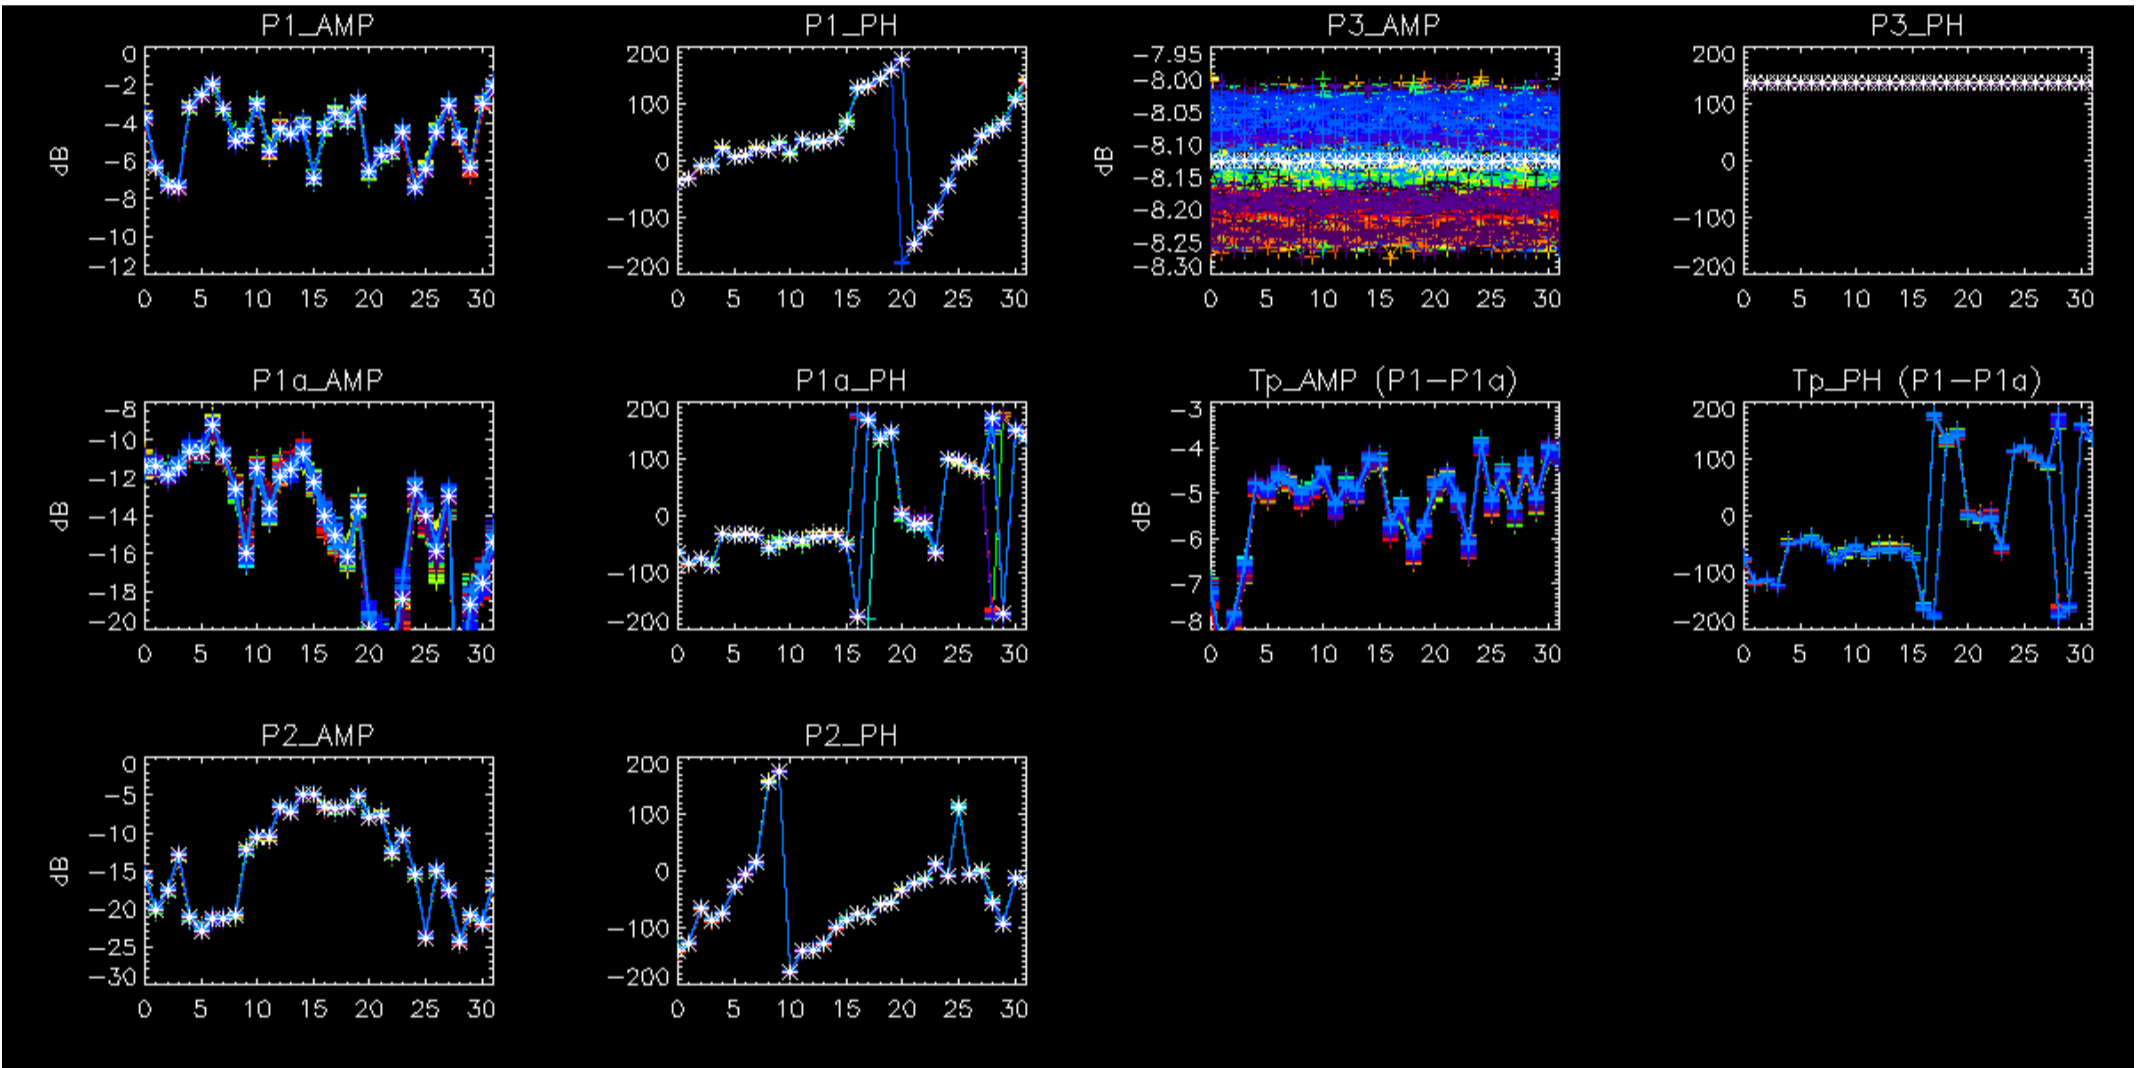 P1_AMP
0
−2
−4
−6
−8
−10
−12
dB
0 5 10 15 20 25 30
P1_PH
200
100
0
−100
−200
0 5 10 15 20 25 30
P3_AMP
−7.95
−8.00
−8.05
−8.10
−8.15
−8.20
−8.25
−8.30
dB
0 5 10 15 20 25 30
P3_PH
200
100
0
−100
−200
0 5 10 15 20 25 30
P1a_AMP
−8
−10
−12
−14
−16
−18
−20
dB
0 5 10 15 20 25 30
P1a_PH
200
100
0
−100
−200
0 5 10 15 20 25 30
Tp_AMP (P1−P1a)
−3
−4
−5
−6
−7
−8
dB
0 5 10 15 20 25 30
Tp_PH (P1−P1a)
200
100
0
−100
−200
0 5 10 15 20 25 30
P2_AMP
0
−5
−10
−15
−20
−25
−30
dB
0 5 10 15 20 25 30
P2_PH
200
100
0
−100
−200
0 5 10 15 20 25 30